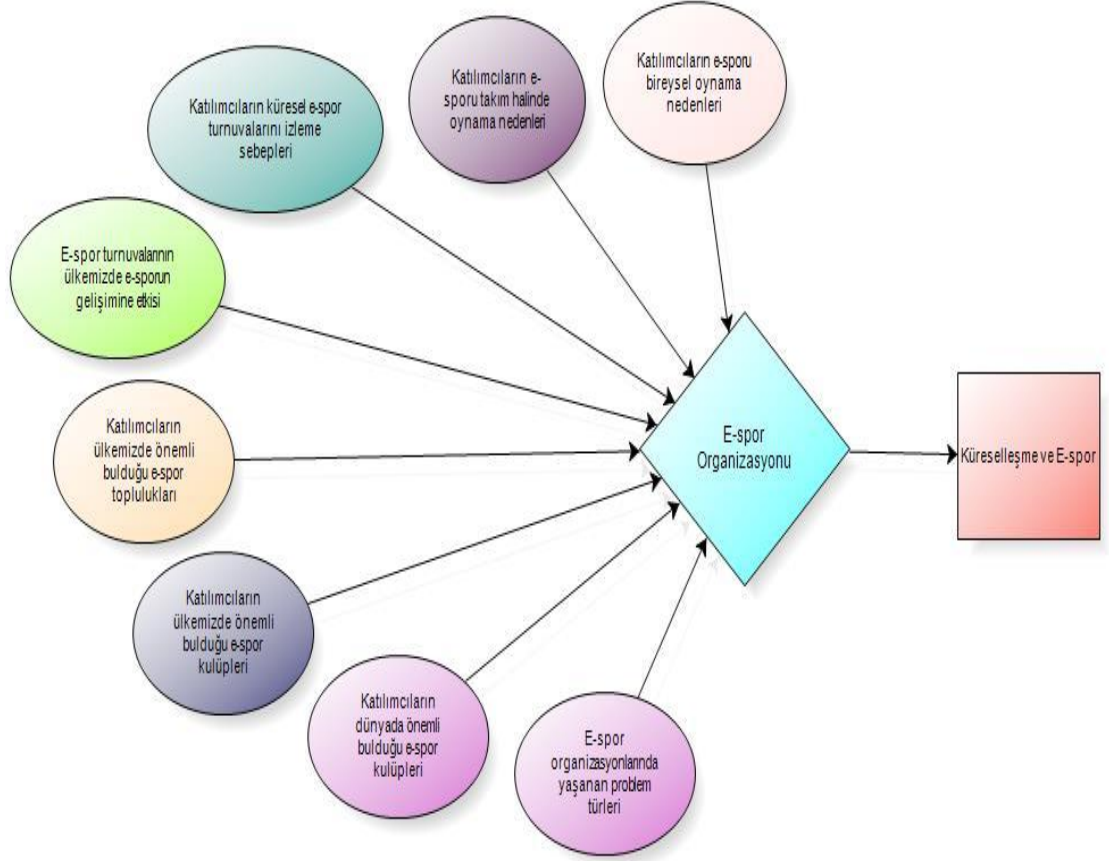 Katılımcıların e-sporu
bireysel oynama
nedenleri
Katılımcıların e-
sporu takım halinde
oynama nedenleri
Katılımcıların küresel e-spor
turnuvalarını izleme
sebepleri
E-spor turnuvalarının
ülkemizde e-sporun
gelişimine etkisi
Katılımcıların
ülkemizde önemli
bulduğu e-spor
toplulukları
Katılımcıların
ülkemizde önemli
bulduğu e-spor
kulüpleri
Katılımcıların
dünyada önemli
bulduğu e-spor
kulüpleri
E-spor
organizasyonlarında
yaşanan problem
türleri
E-spor
Organizasyonu
Küreselleşme ve E-spor